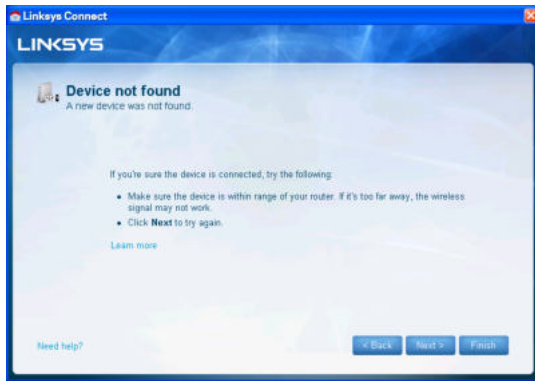 Linksys Connect
LINKSYS
Device not found
A new device was not found.
If you're sure the device is connected, try the following:
• Make sure the device is within range of your router. If it's too far away, the wireless
signal may not work.
• Click Next to try again.
Learn more
Need help?
< Back
Next >
Finish